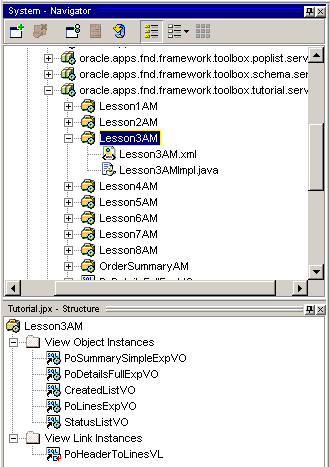 System - Navigator
oracle.apps.fnd.framework.toolbox.poplist.serv
oracle.apps.fnd.framework.toolbox.schema.ser
oracle.apps.fnd.framework.toolbox.tutorial.serv
Lesson1AM
Lesson2AM
Lesson3AM
Lesson3AM.xml
Lesson3AMImpl.java
Lesson4AM
Lesson5AM
Lesson6AM
Lesson7AM
Lesson8AM
OrderSummaryAM
Tutorial.jpx - Structure
Lesson3AM
View Object Instances
PoSummarySimpleExpVO
PoDetailsFullExpVO
CreatedListVO
PoLinesExpVO
StatusListVO
View Link Instances
PoHeaderToLinesVL